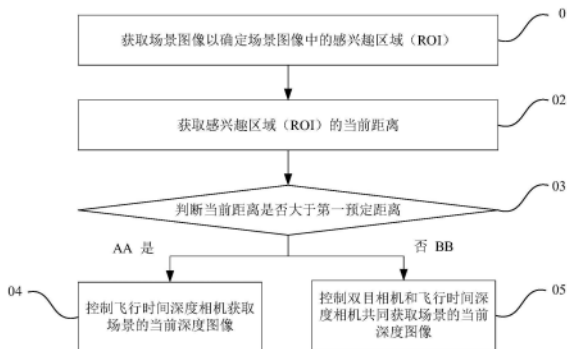 获取场景图像以确定场景图像中的感兴趣区域（ROI）
0
获取感兴趣区域（ROI）的当前距离
02
判断当前距离是否大于第一预定距离
03
AA 是
否 BB
04
控制飞行时间深度相机获取
场景的当前深度图像
控制双目相机和飞行时间深
度相机共同获取场景的当前
深度图像
05